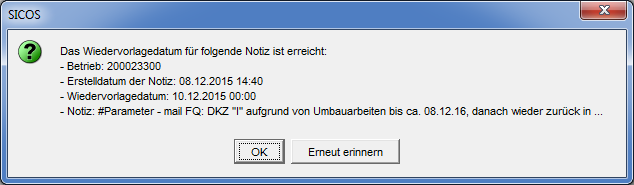 SICOS
Das Wiedervorlagedatum für folgende Notiz ist erreicht:
- Betrieb: 200023300
- Erstelldatum der Notiz: 08.12.2015 14:40
- Wiedervorlagedatum: 10.12.2015 00:00
- Notiz: #Parameter - mail FQ: DKZ "I" aufgrund von Umbauarbeiten bis ca. 08.12.16, danach wieder zurück in ...
OK
Erneut erinnern